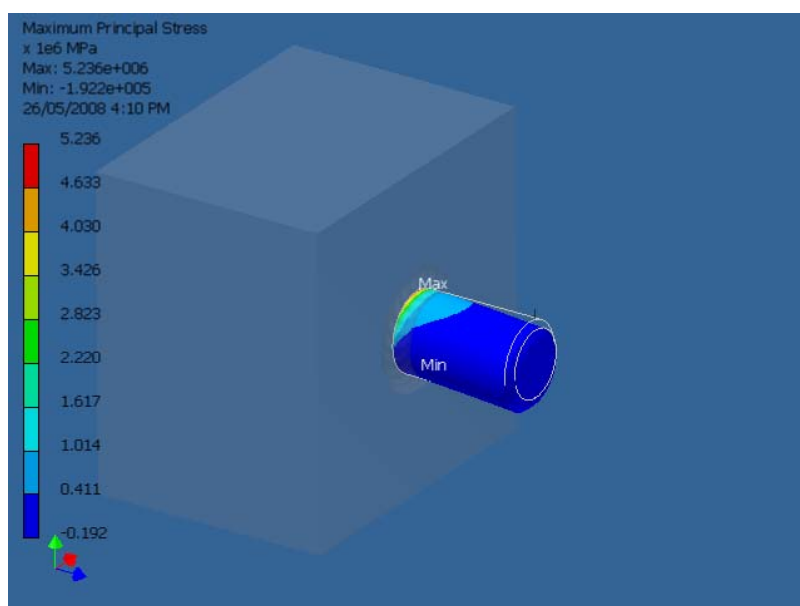 Maximum Principal Stress
x 1e6 MPa
Max: 5.236e+006
Min: -1.922e+005
26/05/2008 4:10 PM
5.236
4.633
4.030
3.426
2.823
2.220
1.617
1.014
0.411
-0.192
Max
Min